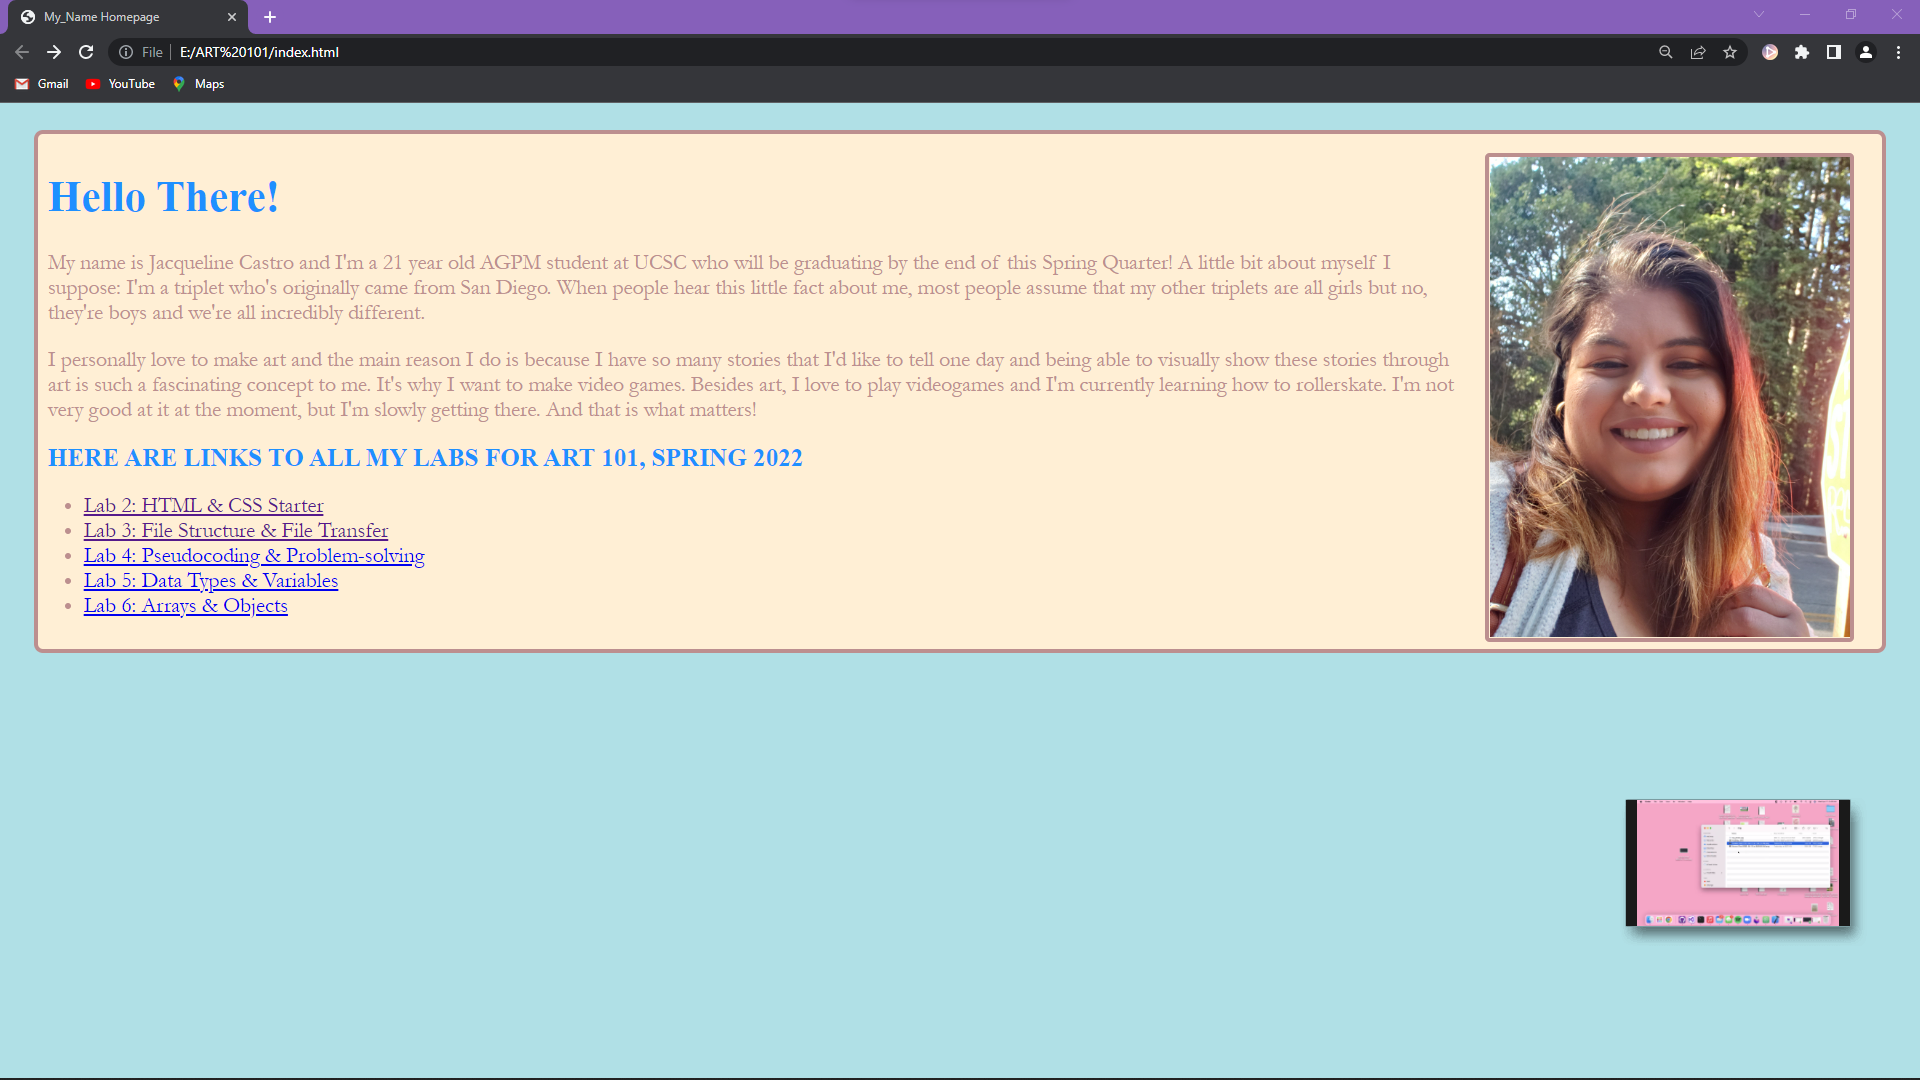 My_Name Homepage
File E:/ART%20101/index.html
Gmail YouTube Maps
Hello There!
My name is Jacqueline Castro and I'm a 21 year old AGPM student at UCSC who will be graduating by the end of this Spring Quarter! A little bit about myself I
suppose: I'm a triplet who's originally came from San Diego. When people hear this little fact about me, most people assume that my other triplets are all girls but no,
they're boys and we're all incredibly different.
I personally love to make art and the main reason I do is because I have so many stories that I'd like to tell one day and being able to visually show these stories through
art is such a fascinating concept to me. It's why I want to make video games. Besides art, I love to play videogames and I'm currently learning how to rollerskate. I'm not
very good at it at the moment, but I'm slowly getting there. And that is what matters!
HERE ARE LINKS TO ALL MY LABS FOR ART 101, SPRING 2022
Lab 2: HTML & CSS Starter
Lab 3: File Structure & File Transfer
Lab 4: Pseudocoding & Problem-solving
Lab 5: Data Types & Variables
Lab 6: Arrays & Objects